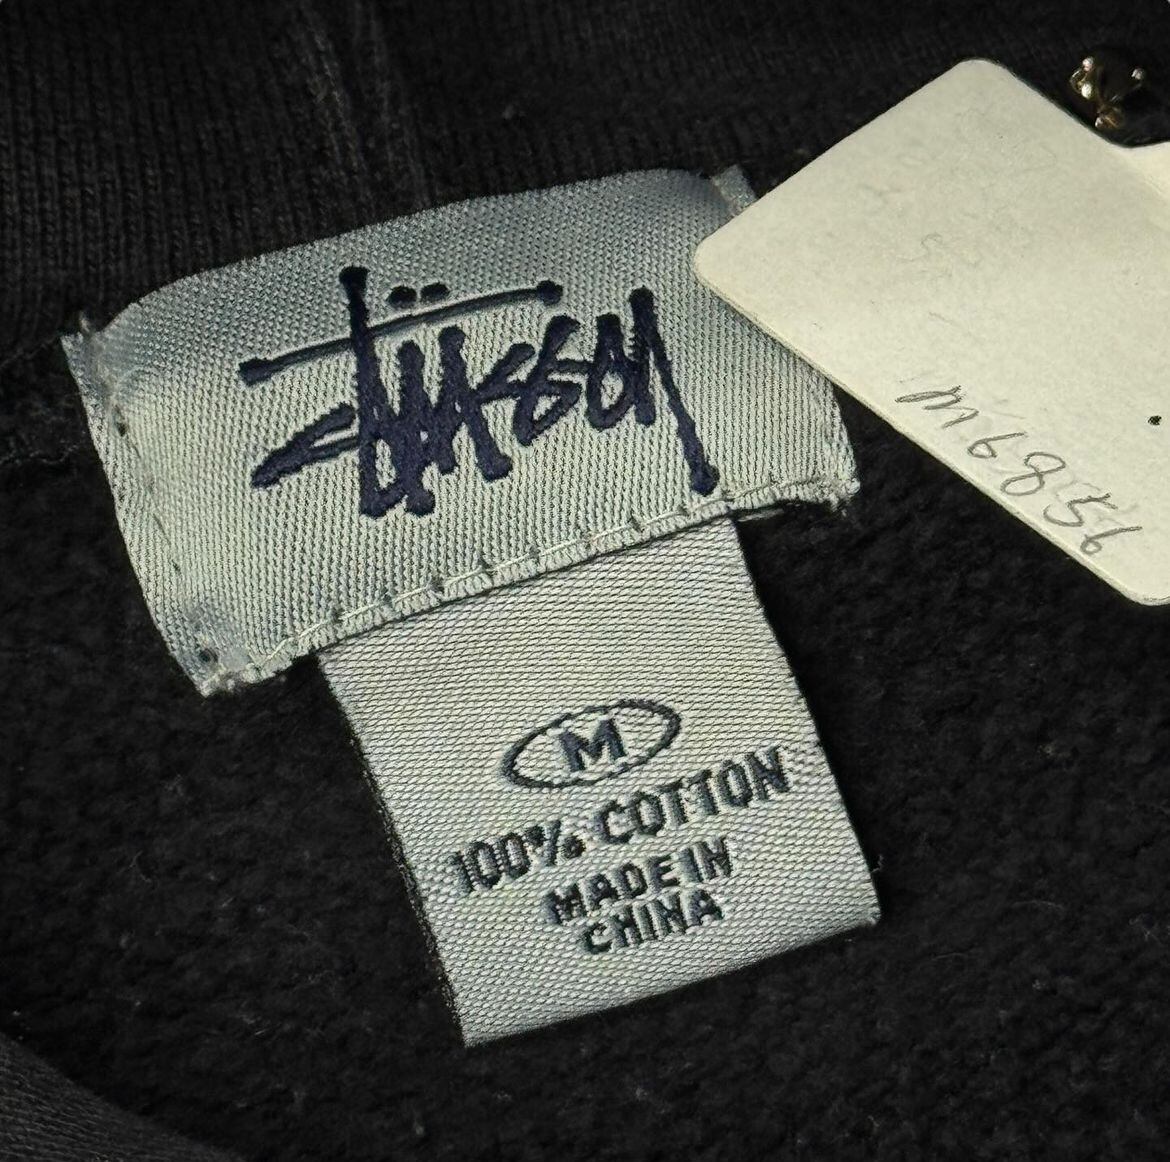 Stüssy
M6856
M
100% COTTON
MADE IN
CHINA